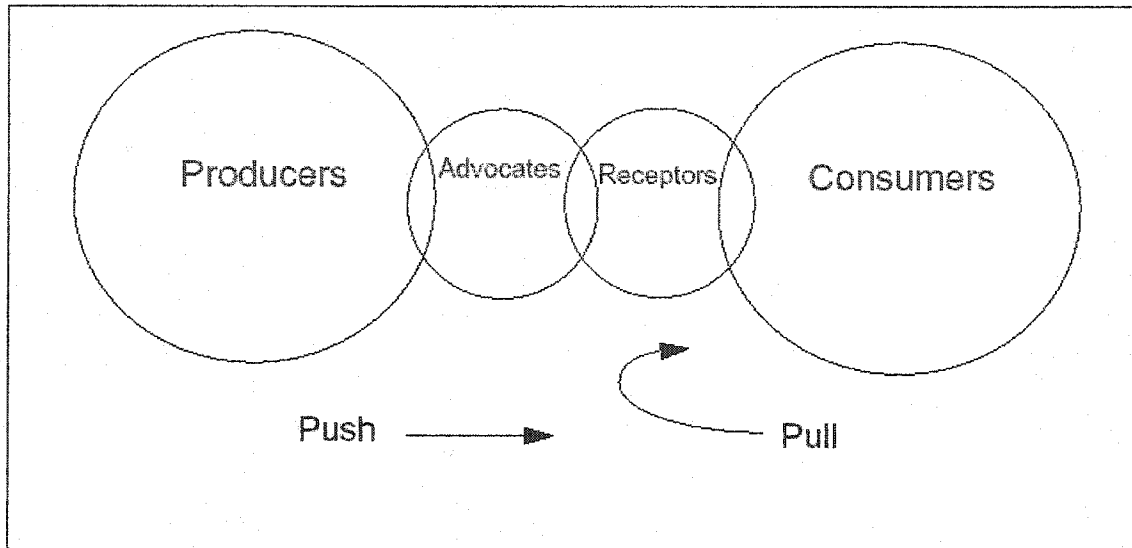 Producers
Advocates
Receptors
Consumers
Push
Pull